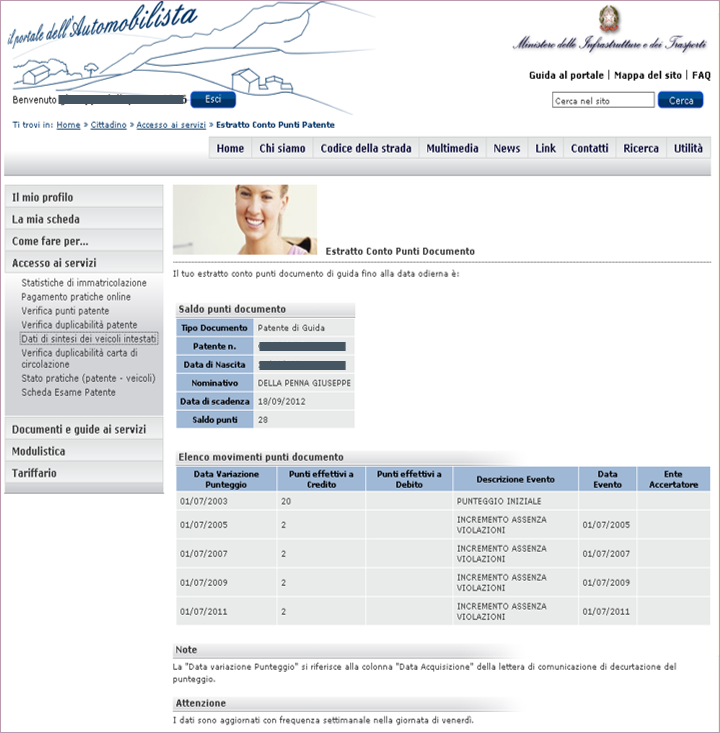 il portale dell'Automobilista
Ministero delle Infrastrutture e dei Trasporti
Guida al portale | Mappa del sito | FAQ
Benvenuto
Esci
Cerca nel sito
Cerca
Ti trovi in: Home » Cittadino » Accesso ai servizi » Estratto Conto Punti Patente
Home
Chi siamo
Codice della strada
Multimedia
News
Link
Contatti
Ricerca
Utilità
Il mio profilo
La mia scheda
Come fare per...
Accesso ai servizi
Statistiche di immatricolazione
Pagamento pratiche online
Verifica punti patente
Verifica duplicabilità patente
Dati di sintesi dei veicoli intestati
Verifica duplicabilità carta di
circolazione
Stato pratiche (patente - veicoli)
Scheda Esame Patente
Documenti e guide ai servizi
Modulistica
Tariffario
Estratto Conto Punti Documento
Il tuo estratto conto punti documento di guida fino alla data odierna è:
Saldo punti documento
Tipo Documento Patente di Guida
Patente n.
Data di Nascita
Nominativo DELLA PENNA GIUSEPPE
Data di scadenza 18/09/2012
Saldo punti 28
Elenco movimenti punti documento
Data Variazione Punteggio Punti effettivi a Credito Punti effettivi a Debito Descrizione Evento Data Evento Ente Accertatore
01/07/2003 20 PUNTEGGIO INIZIALE
01/07/2005 2 INCREMENTO ASSENZA VIOLAZIONI 01/07/2005
01/07/2007 2 INCREMENTO ASSENZA VIOLAZIONI 01/07/2007
01/07/2009 2 INCREMENTO ASSENZA VIOLAZIONI 01/07/2009
01/07/2011 2 INCREMENTO ASSENZA VIOLAZIONI 01/07/2011
Note
La "Data variazione Punteggio" si riferisce alla colonna "Data Acquisizione" della lettera di comunicazione di decurtazione del
punteggio.
Attenzione
I dati sono aggiornati con frequenza settimanale nella giornata di venerdì.